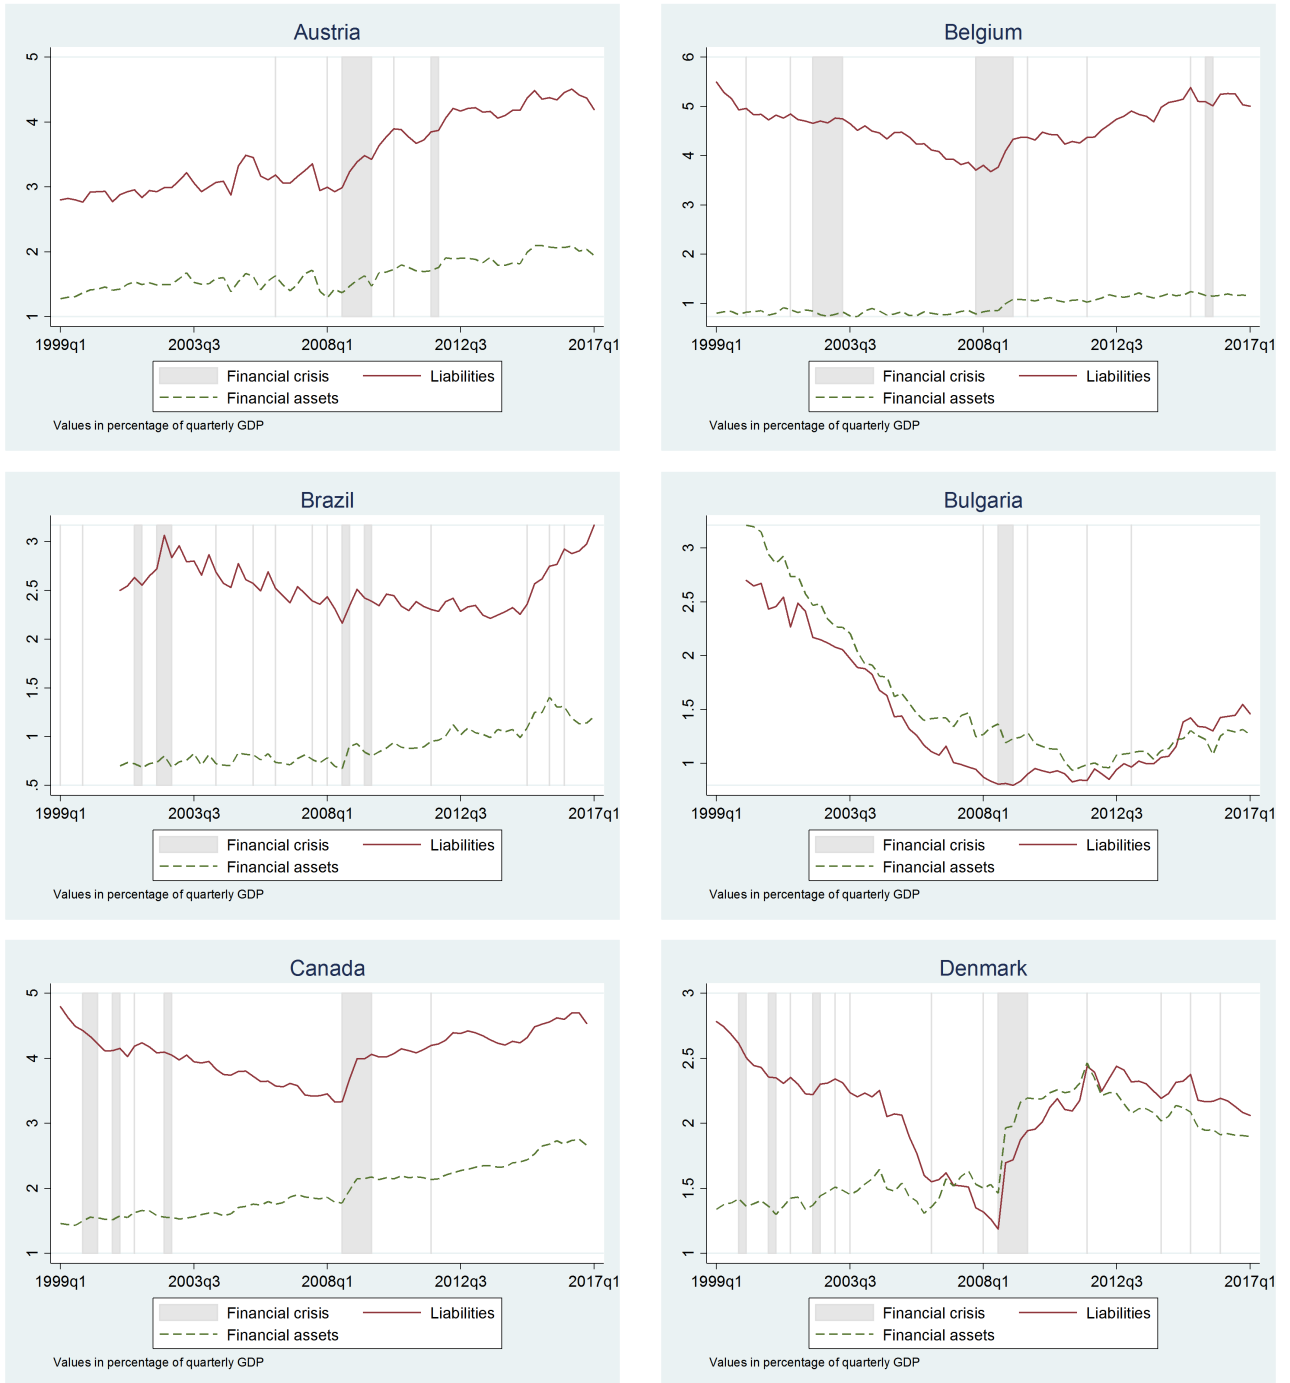 Austria
5
4
3
2
1
1999q1 2003q3 2008q1 2012q3 2017q1
Financial crisis Liabilities
Financial assets
Values in percentage of quarterly GDP
Belgium
6
5
4
3
2
1
1999q1 2003q3 2008q1 2012q3 2017q1
Financial crisis Liabilities
Financial assets
Values in percentage of quarterly GDP
Brazil
3
2.5
2
1.5
1
.5
1999q1 2003q3 2008q1 2012q3 2017q1
Financial crisis Liabilities
Financial assets
Values in percentage of quarterly GDP
Bulgaria
3
2.5
2
1.5
1
1999q1 2003q3 2008q1 2012q3 2017q1
Financial crisis Liabilities
Financial assets
Values in percentage of quarterly GDP
Canada
5
4
3
2
1
1999q1 2003q3 2008q1 2012q3 2017q1
Financial crisis Liabilities
Financial assets
Values in percentage of quarterly GDP
Denmark
3
2.5
2
1.5
1
1999q1 2003q3 2008q1 2012q3 2017q1
Financial crisis Liabilities
Financial assets
Values in percentage of quarterly GDP